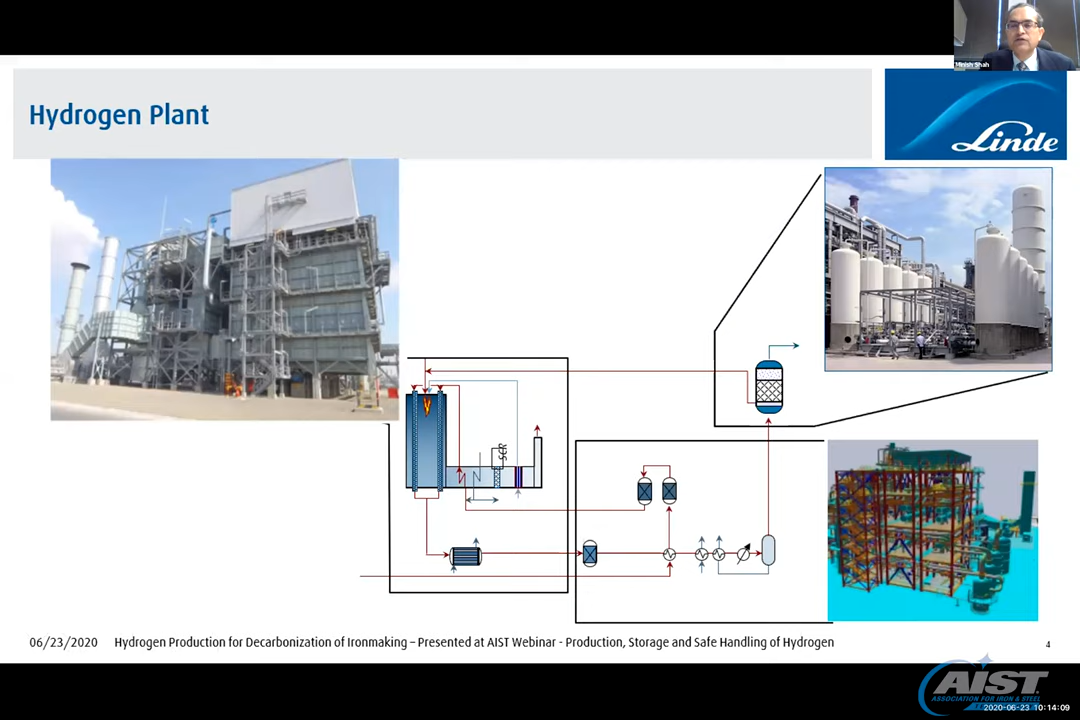 Minish Shah
Hydrogen Plant
Linde
SCR
06/23/2020 Hydrogen Production for Decarbonization of Ironmaking – Presented at AIST Webinar - Production, Storage and Safe Handling of Hydrogen
4
AIST
ASSOCIATION FOR IRON & STEEL
2020-06-23 10:14:09